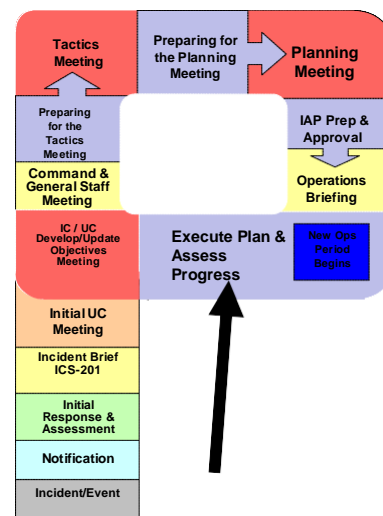 Tactics
Meeting
Preparing for
the Planning
Meeting
Planning
Meeting
Preparing
for the
Tactics
Meeting
IAP Prep &
Approval
Command &
General Staff
Meeting
Operations
Briefing
IC / UC
Develop/Update
Objectives
Meeting
Execute Plan &
Assess
Progress
New Ops
Period
Begins
Initial UC
Meeting
Incident Brief
ICS-201
Initial
Response &
Assessment
Notification
Incident/Event